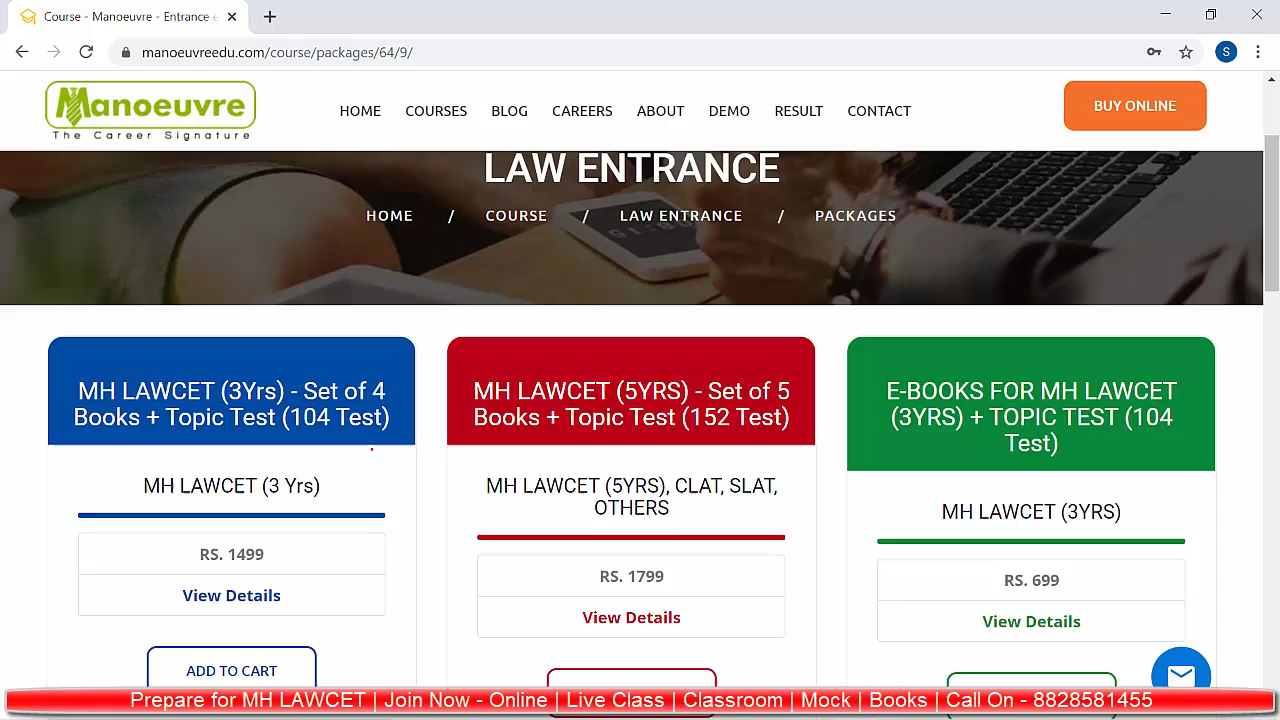 Course - Manoeuvre - Entrance e
manoeuvreedu.com/course/packages/64/9/
S
Manoeuvre
The Career Signature
HOME COURSES BLOG CAREERS ABOUT DEMO RESULT CONTACT
BUY ONLINE
LAW ENTRANCE
HOME / COURSE / LAW ENTRANCE / PACKAGES
MH LAWCET (3Yrs) - Set of 4
Books + Topic Test (104 Test)
MH LAWCET (3 Yrs)
RS. 1499
View Details
ADD TO CART
MH LAWCET (5YRS) - Set of 5
Books + Topic Test (152 Test)
MH LAWCET (5YRS), CLAT, SLAT,
OTHERS
RS. 1799
View Details
E-BOOKS FOR MH LAWCET
(3YRS) + TOPIC TEST (104
Test)
MH LAWCET (3YRS)
RS. 699
View Details
Prepare for MH LAWCET | Join Now - Online | Live Class | Classroom | Mock | Books | Call On - 8828581455